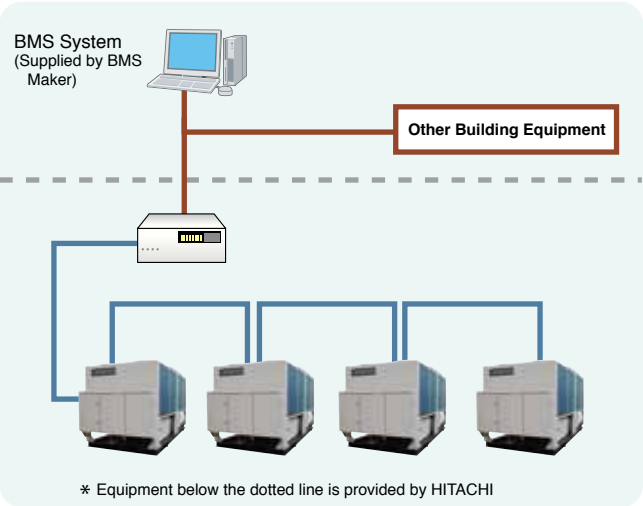 BMS System
(Supplied by BMS
Maker)
Other Building Equipment
* Equipment below the dotted line is provided by HITACHI